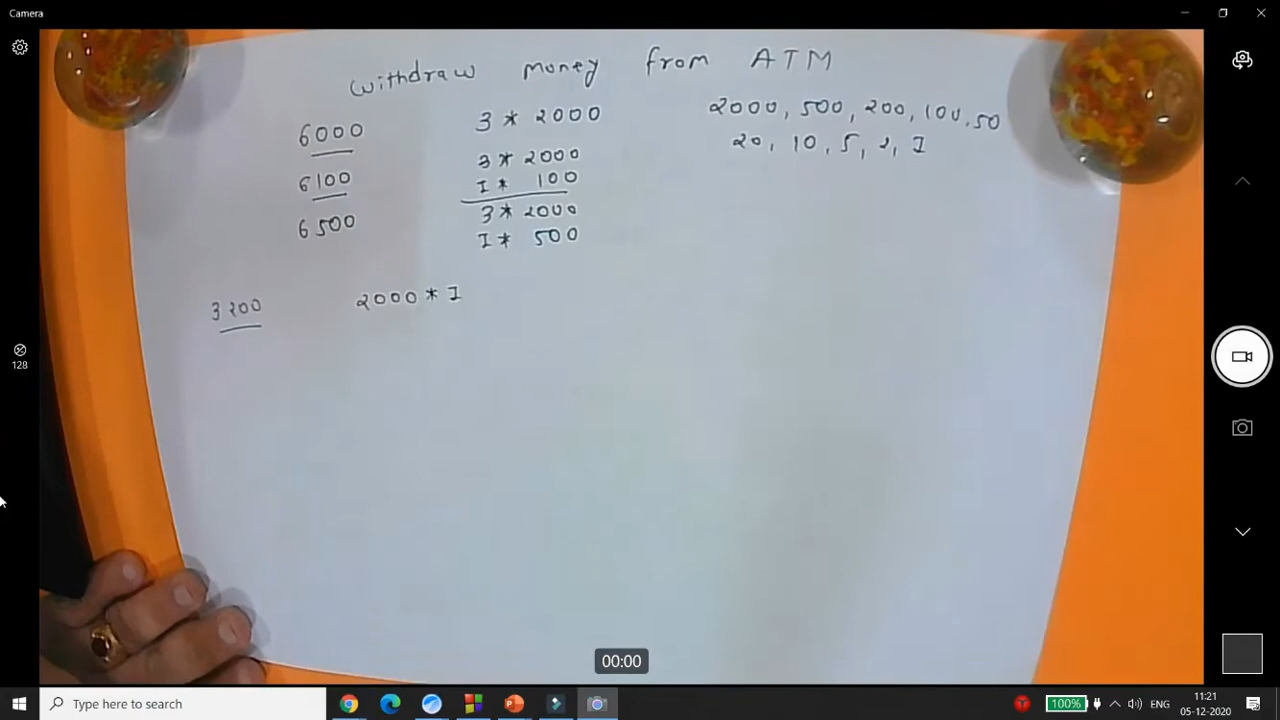 Camera
withdraw money from ATM
6000 3 * 2000 2000, 500, 200, 100, 50
20, 10, 5, 2, 1
6100 3 * 2000
1 * 100
6500 3 * 2000
1 * 500
3200 2000 * 1
128
00:00
Type here to search
100%
ENG
11:21
05-12-2020